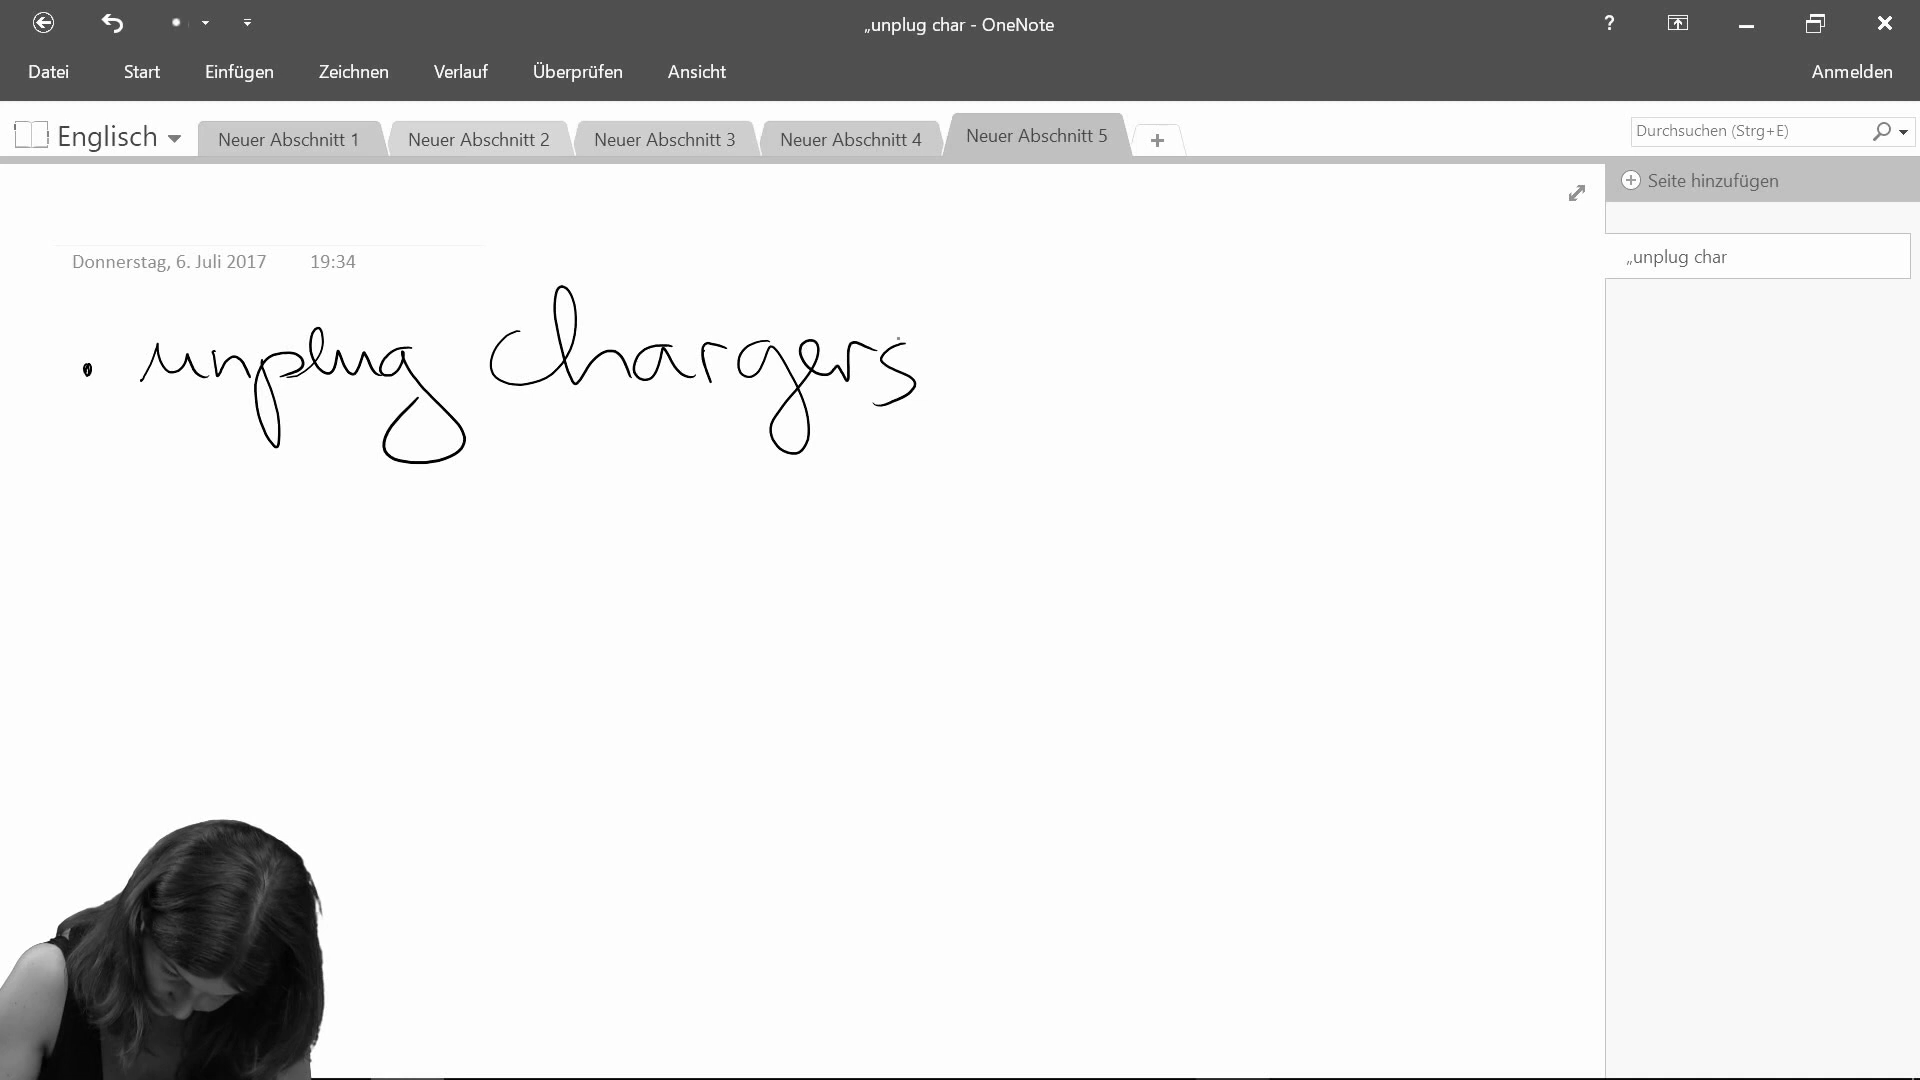 „unplug char - OneNote
?
Datei Start Einfügen Zeichnen Verlauf Überprüfen Ansicht Anmelden
Englisch Neuer Abschnitt 1 Neuer Abschnitt 2 Neuer Abschnitt 3 Neuer Abschnitt 4 Neuer Abschnitt 5 + Durchsuchen (Strg+E)
Seite hinzufügen
„unplug char
Donnerstag, 6. Juli 2017 19:34
• unplug chargers